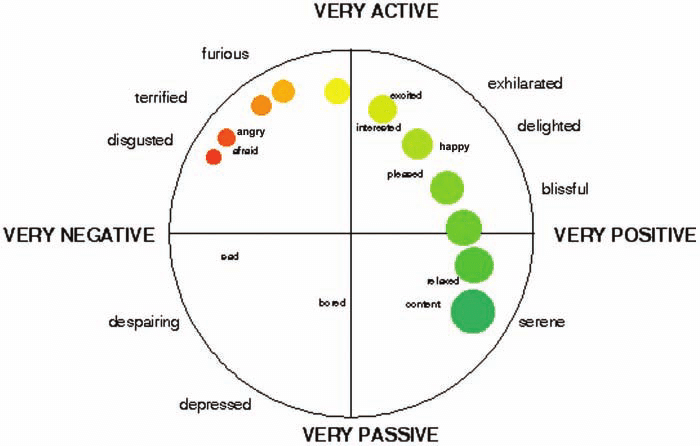 VERY ACTIVE
furious
exhilarated
terrified
excited
delighted
interested
disgusted
angry
happy
afraid
pleased
blissful
VERY NEGATIVE
VERY POSITIVE
sad
relaxed
bored
content
despairing
serene
depressed
VERY PASSIVE